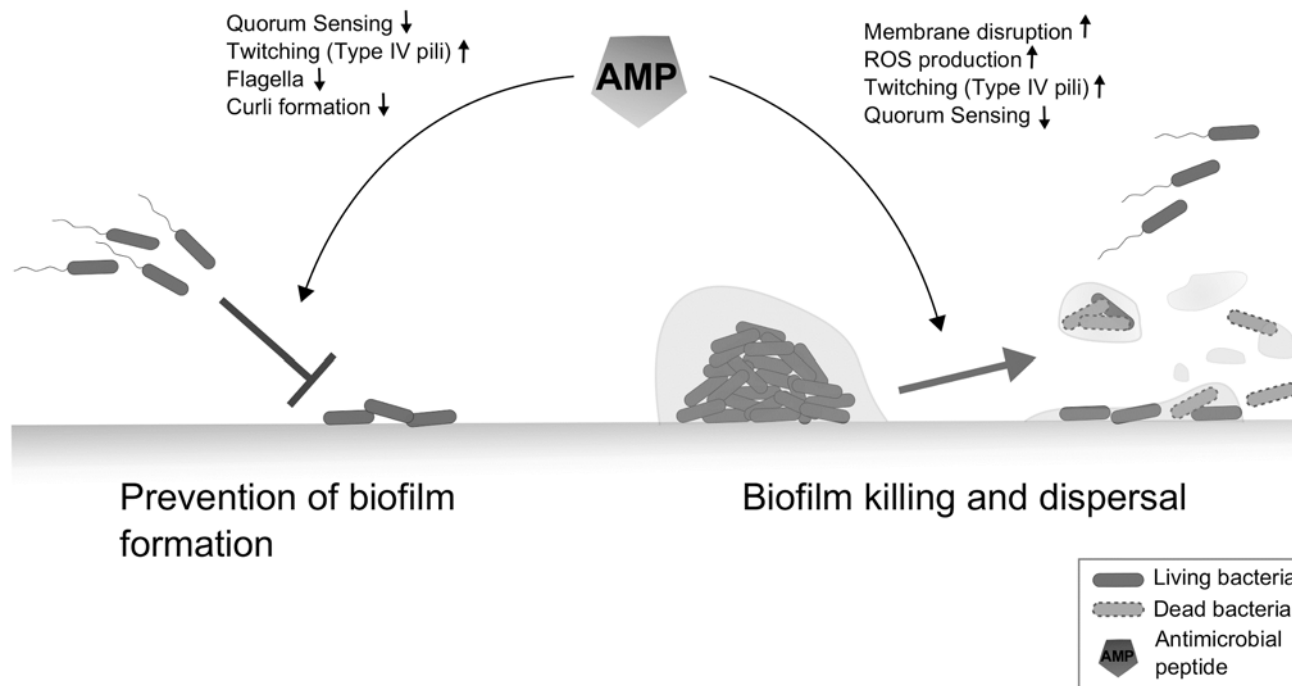 Quorum Sensing ↓
Twitching (Type IV pili) ↑
Flagella ↓
Curli formation ↓
AMP
Membrane disruption ↑
ROS production ↑
Twitching (Type IV pili) ↑
Quorum Sensing ↓
Prevention of biofilm
formation
Biofilm killing and dispersal
Living bacteria
Dead bacteria
AMP
Antimicrobial
peptide